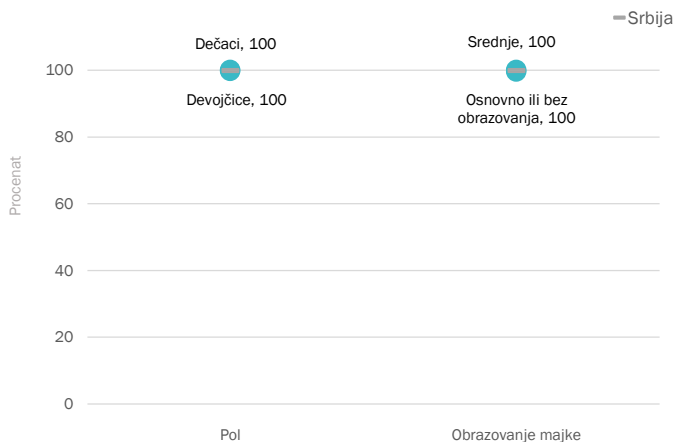 Srbija
Dečaci, 100
Srednje, 100
100
Devojčice, 100
Osnovno ili bez
obrazovanja, 100
80
Procenat
60
40
20
0
Pol
Obrazovanje majke